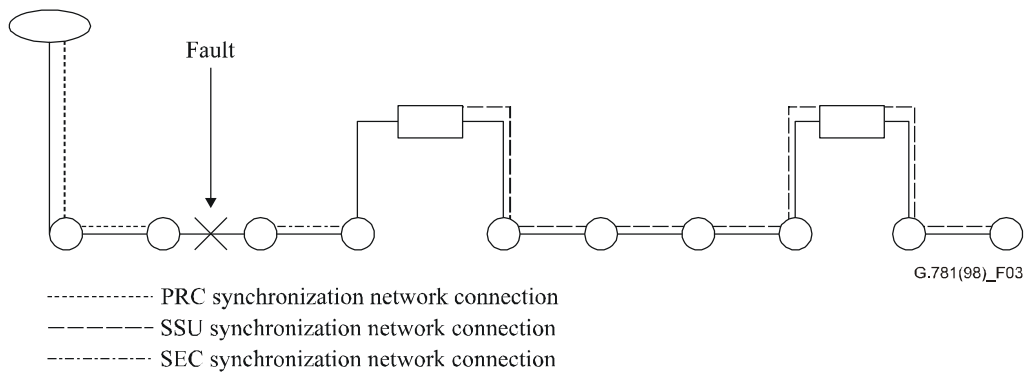 Fault
G.781(98)_F03
PRC synchronization network connection
SSU synchronization network connection
SEC synchronization network connection